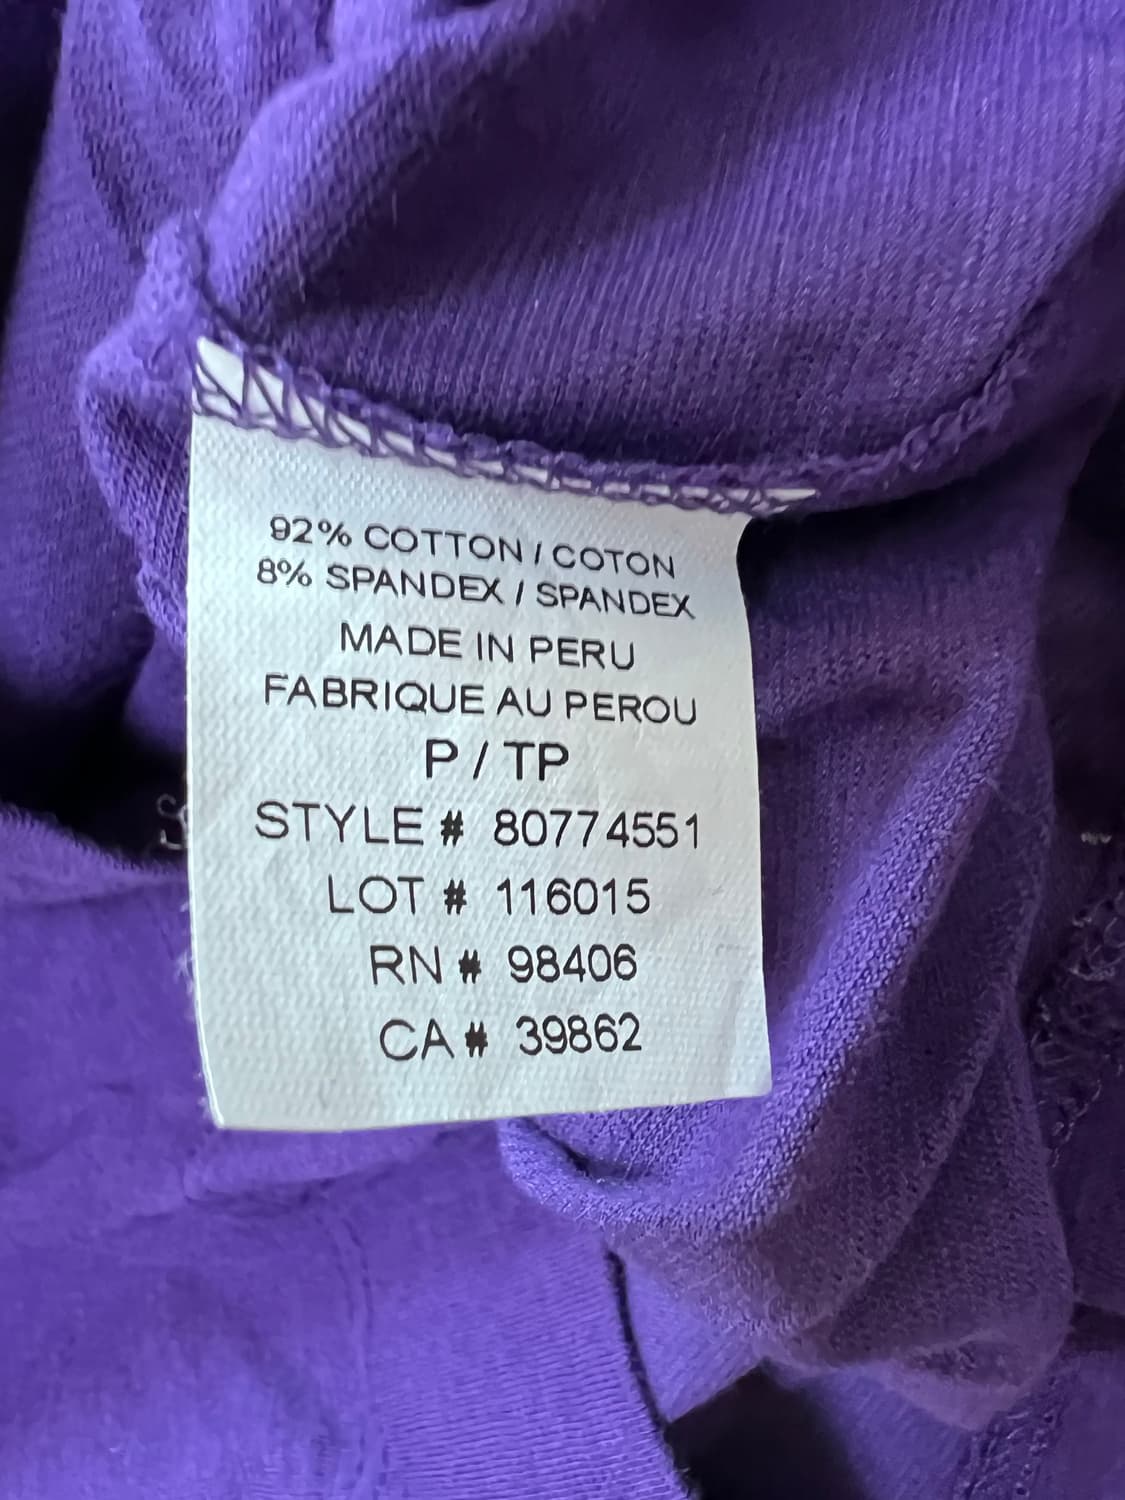 92% COTTON / COTON
8% SPANDEX / SPANDEX
MADE IN PERU
FABRIQUE AU PEROU
P / TP
STYLE # 80774551
LOT # 116015
RN # 98406
CA # 39862